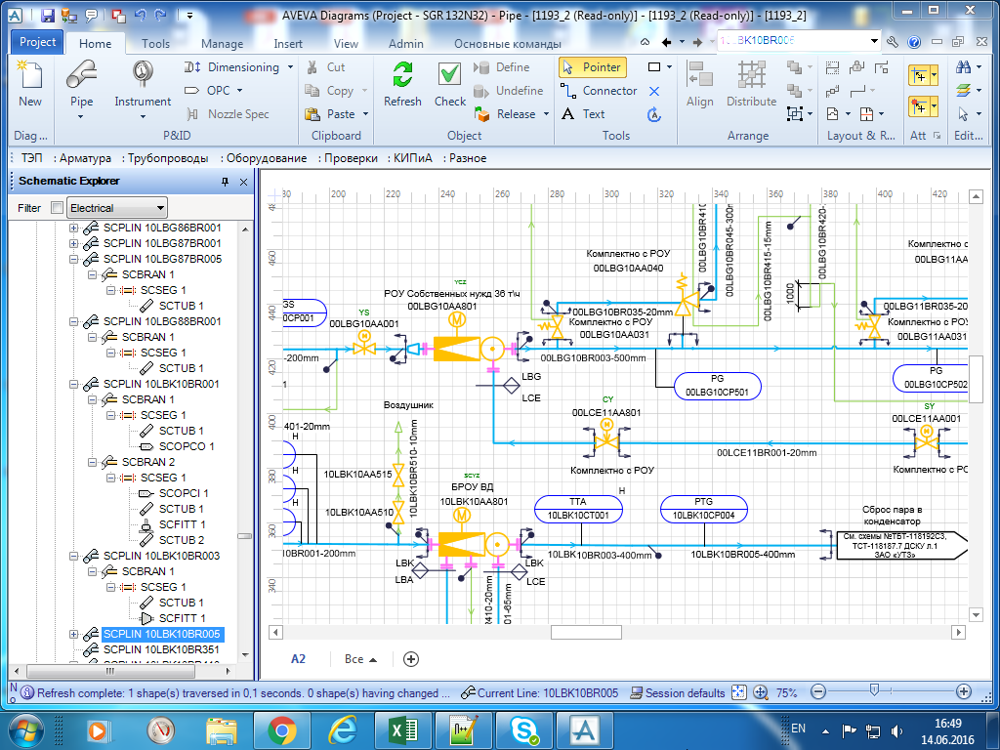 AVEVA Diagrams (Project - SGR 132N32) - Pipe - [1193_2 (Read-only)] - [1193_2 (Read-only)] - [1193_2]
Project Home Tools Manage Insert View Admin Основные команды
New
Diag ...
Pipe
Instrument
Dimensioning
OPC
Nozzle Spec
P&ID
Cut
Copy
Paste
Clipboard
Refresh
Check
Define
Undefine
Release
Object
Pointer
Connector
A Text
Tools
Align
Distribute
Arrange
Layout & R...
Att
Edit...
ТЭП : Арматура : Трубопроводы : Оборудование : Проверки : КИПиА : Разное
Schematic Explorer
Filter Electrical
SCPLIN 10LBG86BR001
SCPLIN 10LBG87BR001
SCPLIN 10LBG87BR005
SCBRAN 1
SCSEG 1
SCTUB 1
SCPLIN 10LBG88BR001
SCBRAN 1
SCSEG 1
SCTUB 1
SCPLIN 10LBK10BR001
SCBRAN 1
SCSEG 1
SCTUB 1
SCOPCO 1
SCBRAN 2
SCSEG 1
SCOPCI 1
SCTUB 1
SCFITT 1
SCTUB 2
SCPLIN 10LBK10BR003
SCBRAN 1
SCSEG 1
SCTUB 1
SCFITT 1
SCPLIN 10LBK10BR005
SCPLIN 10LBK10BR351
200 220 240 260 280 300 320 340 360 380 400 420
460
440
420
400
380
360
340
Комплектно с РОУ
00LBG10AA040
00LBG10BR410
00LBG10BR045-300m
00LBG10BR415-15mm
00LBG10BR420-
1000
Комплектно с
00LBG11AA
YCZ
РОУ Собственных нужд 36 т\ч
00LBG10AA801
M
GS
0CP001
YS
00LBG10AA001
M
00LBG10BR035-20mm
Комплектно с РОУ
00LBG10AA031
00LBG11BR035-20
Комплектно с РОУ
00LBG11AA031
-200mm
00LBG10BR003-500mm
PG
00LBG10CP501
PG
00LBG10CP502
LBG
LCE
Воздушник
CY
00LCE11AA801
M
SY
00LCE11AA001
M
00LCE11BR001-20mm
Комплектно с РОУ
Комплектно с РО
401-20mm
H
H
H
10LBK10AA515
10LBK10AA510
10LBK10BR510-10mm
SCYZ
БРОУ ВД
10LBK10AA801
M
TTA
10LBK10CT001
H
PTG
10LBK10CP004
Сброс пара в
конденсатор
См. схемы №ТБТ-118192СЗ,
ТСТ-118187.7 ДСКУ л.1
ЗАО «УТЗ»
0BR001-200mm
10LBK10BR003-400mm
10LBK10BR005-400mm
LBK
LBA
LBK
LCE
R410-20mm
01-65mm
A2 Все
Refresh complete: 1 shape(s) traversed in 0,1 seconds. 0 shape(s) having changed ...
Current Line: 10LBK10BR005
Session defaults
75%
EN
16:49
14.06.2016